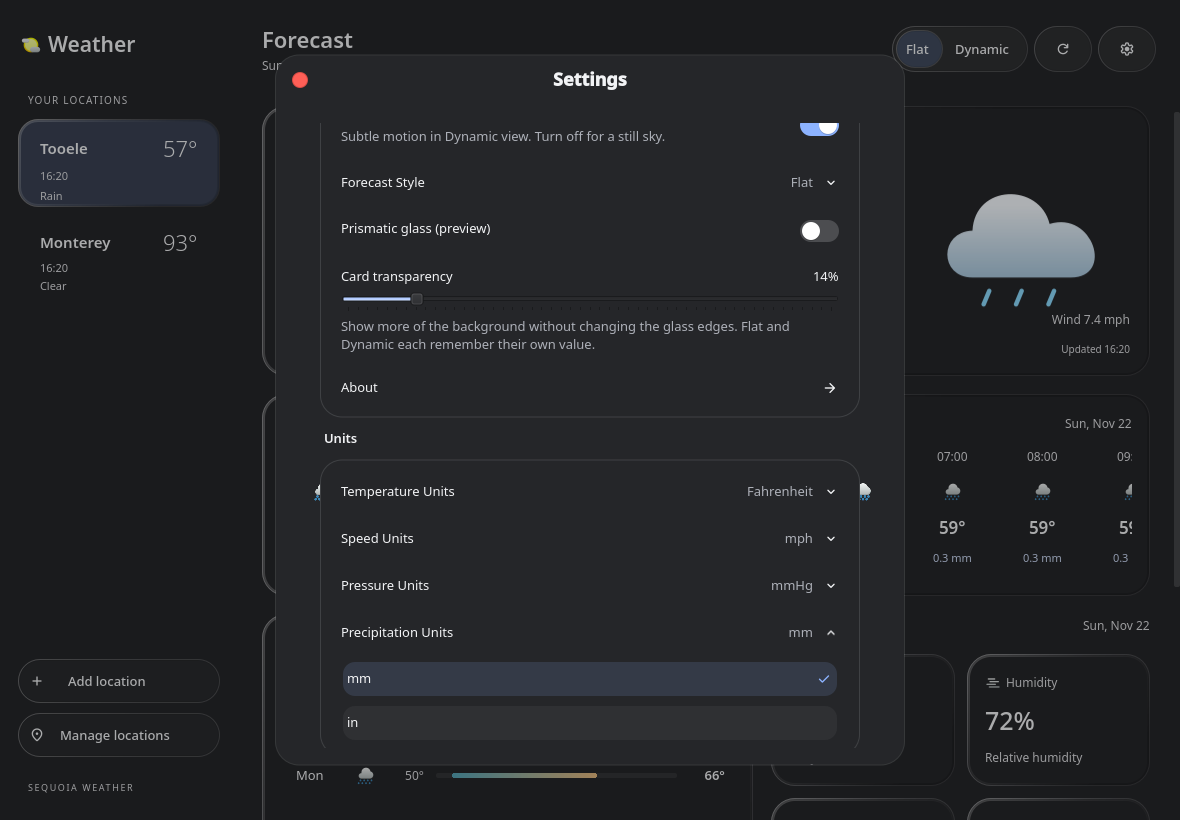 Weather
YOUR LOCATIONS
Tooele 57°
16:20
Rain
Monterey 93°
16:20
Clear
Add location
Manage locations
SEQUOIA WEATHER
Forecast
Flat Dynamic
Settings
Subtle motion in Dynamic view. Turn off for a still sky.
Forecast Style Flat
Prismatic glass (preview)
Card transparency 14%
Show more of the background without changing the glass edges. Flat and
Dynamic each remember their own value.
About
Units
Temperature Units Fahrenheit
Speed Units mph
Pressure Units mmHg
Precipitation Units mm
mm
in
Wind 7.4 mph
Updated 16:20
Sun, Nov 22
07:00 08:00
59° 59°
0.3 mm 0.3 mm 0.3
Sun, Nov 22
Humidity
72%
Relative humidity
Mon 50° 66°